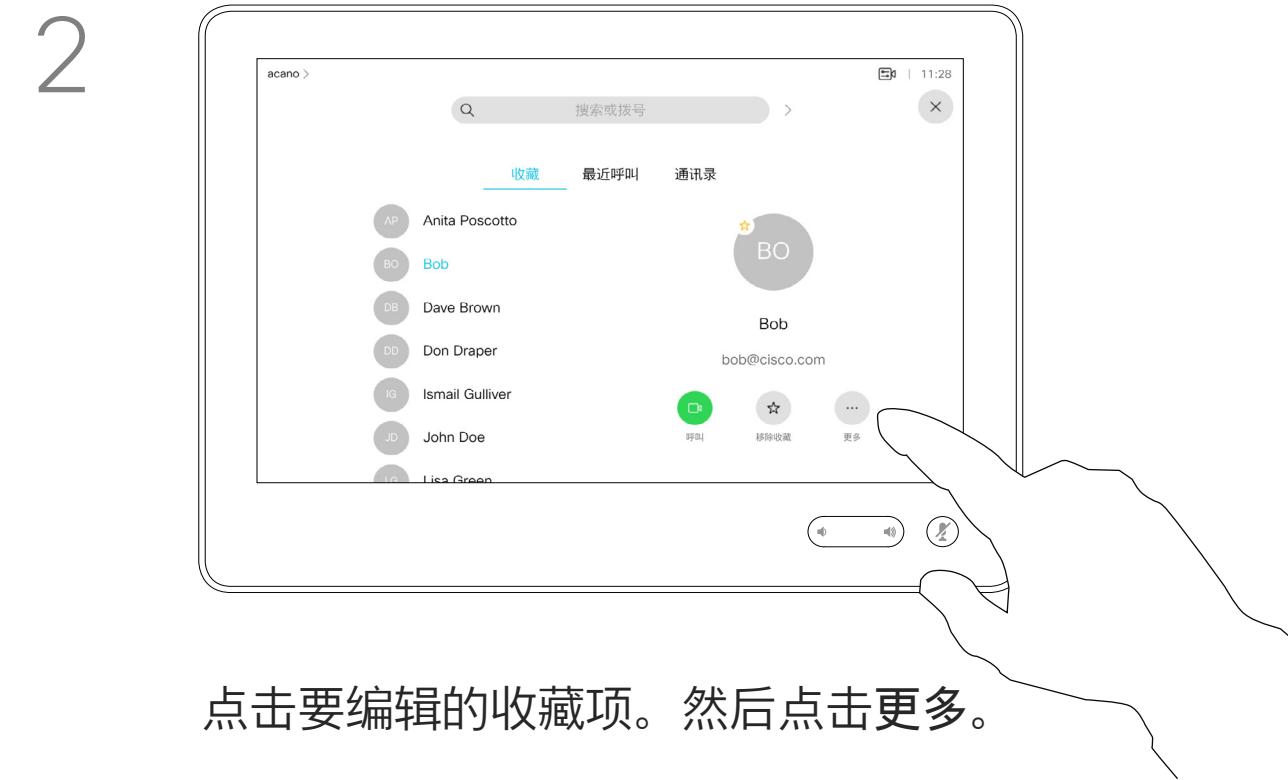 2
acano >
11:28
搜索或拨号
收藏 最近呼叫 通讯录
AP Anita Poscotto
BO Bob
DB Dave Brown
DD Don Draper
IG Ismail Gulliver
JD John Doe
LG Lisa Green
BO
Bob
bob@cisco.com
呼叫 移除收藏 更多
点击要编辑的收藏项。然后点击更多。